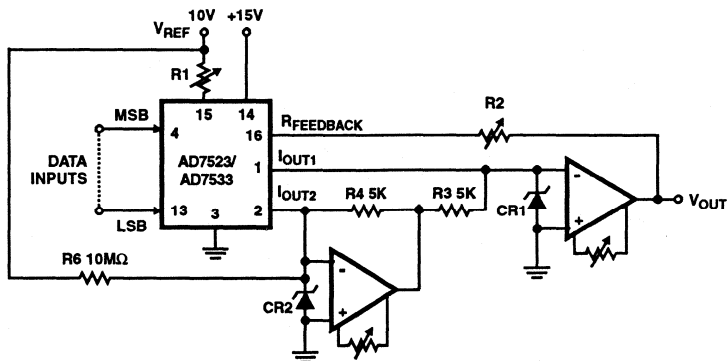 10V
+15V
VREF
R1
MSB
15
14
RFEEDBACK
R2
4
16
IOUT1
DATA
INPUTS
AD7523/
AD7533
1
-
IOUT2
R4 5K
R3 5K
CR1
VOUT
LSB
13
3
2
+
R6 10MΩ
-
CR2
+